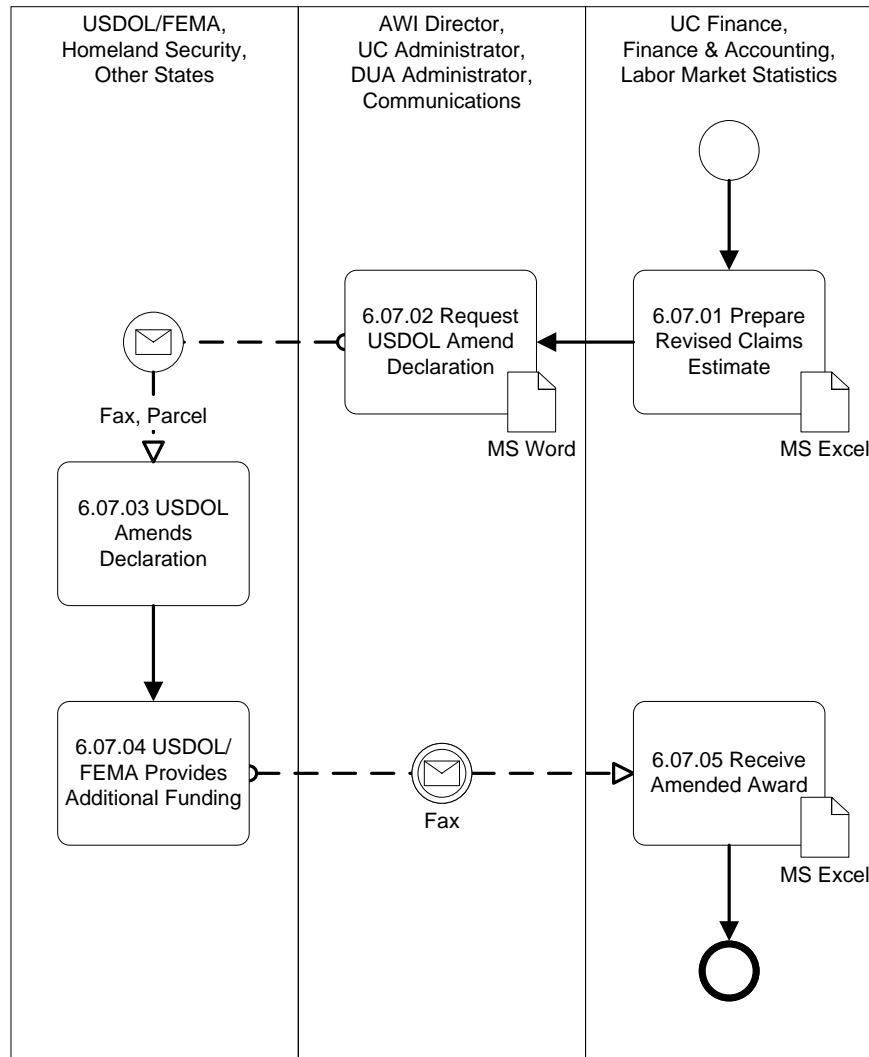 USDOL/FEMA,
Homeland Security,
Other States
AWI Director,
UC Administrator,
DUA Administrator,
Communications
UC Finance,
Finance & Accounting,
Labor Market Statistics
6.07.02 Request
USDOL Amend
Declaration
MS Word
6.07.01 Prepare
Revised Claims
Estimate
MS Excel
Fax, Parcel
6.07.03 USDOL
Amends
Declaration
6.07.04 USDOL/
FEMA Provides
Additional Funding
Fax
6.07.05 Receive
Amended Award
MS Excel